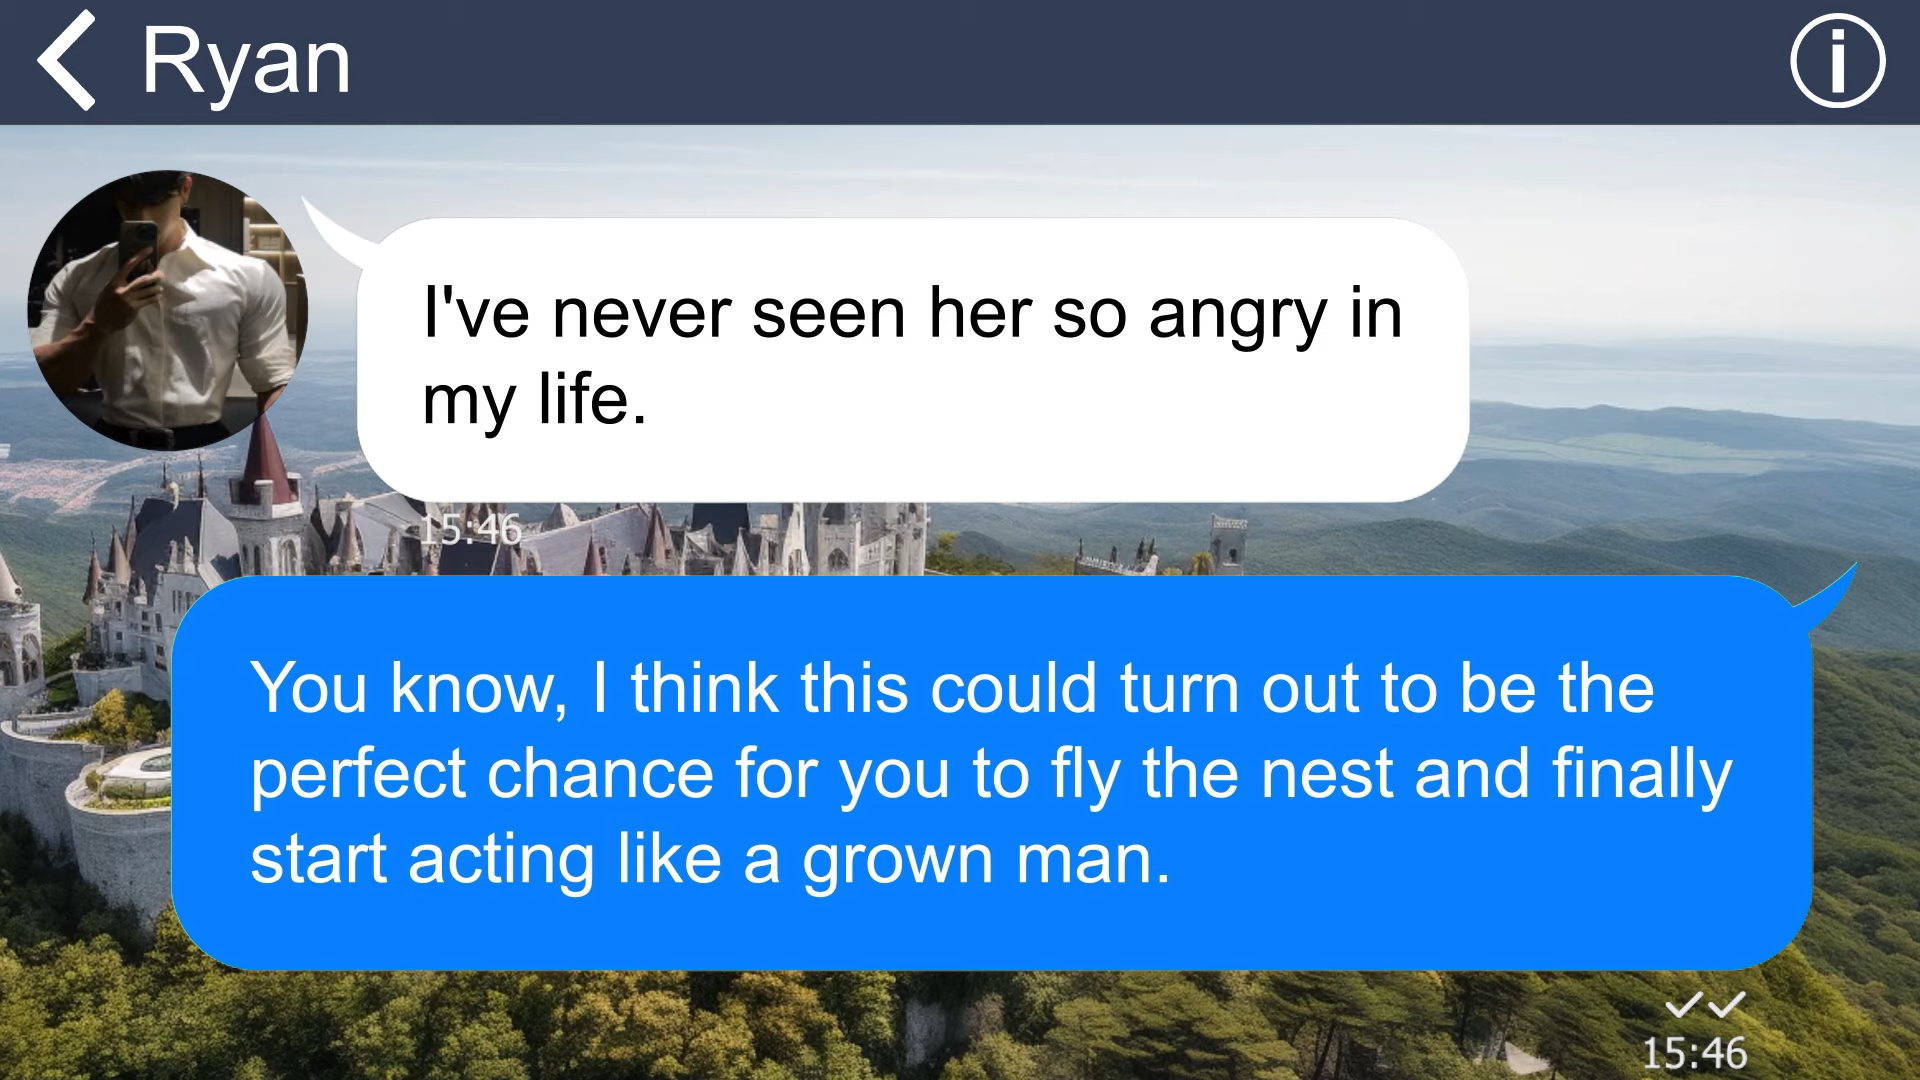 Ryan
I've never seen her so angry in
my life.
15:46
You know, I think this could turn out to be the
perfect chance for you to fly the nest and finally
start acting like a grown man.
15:46